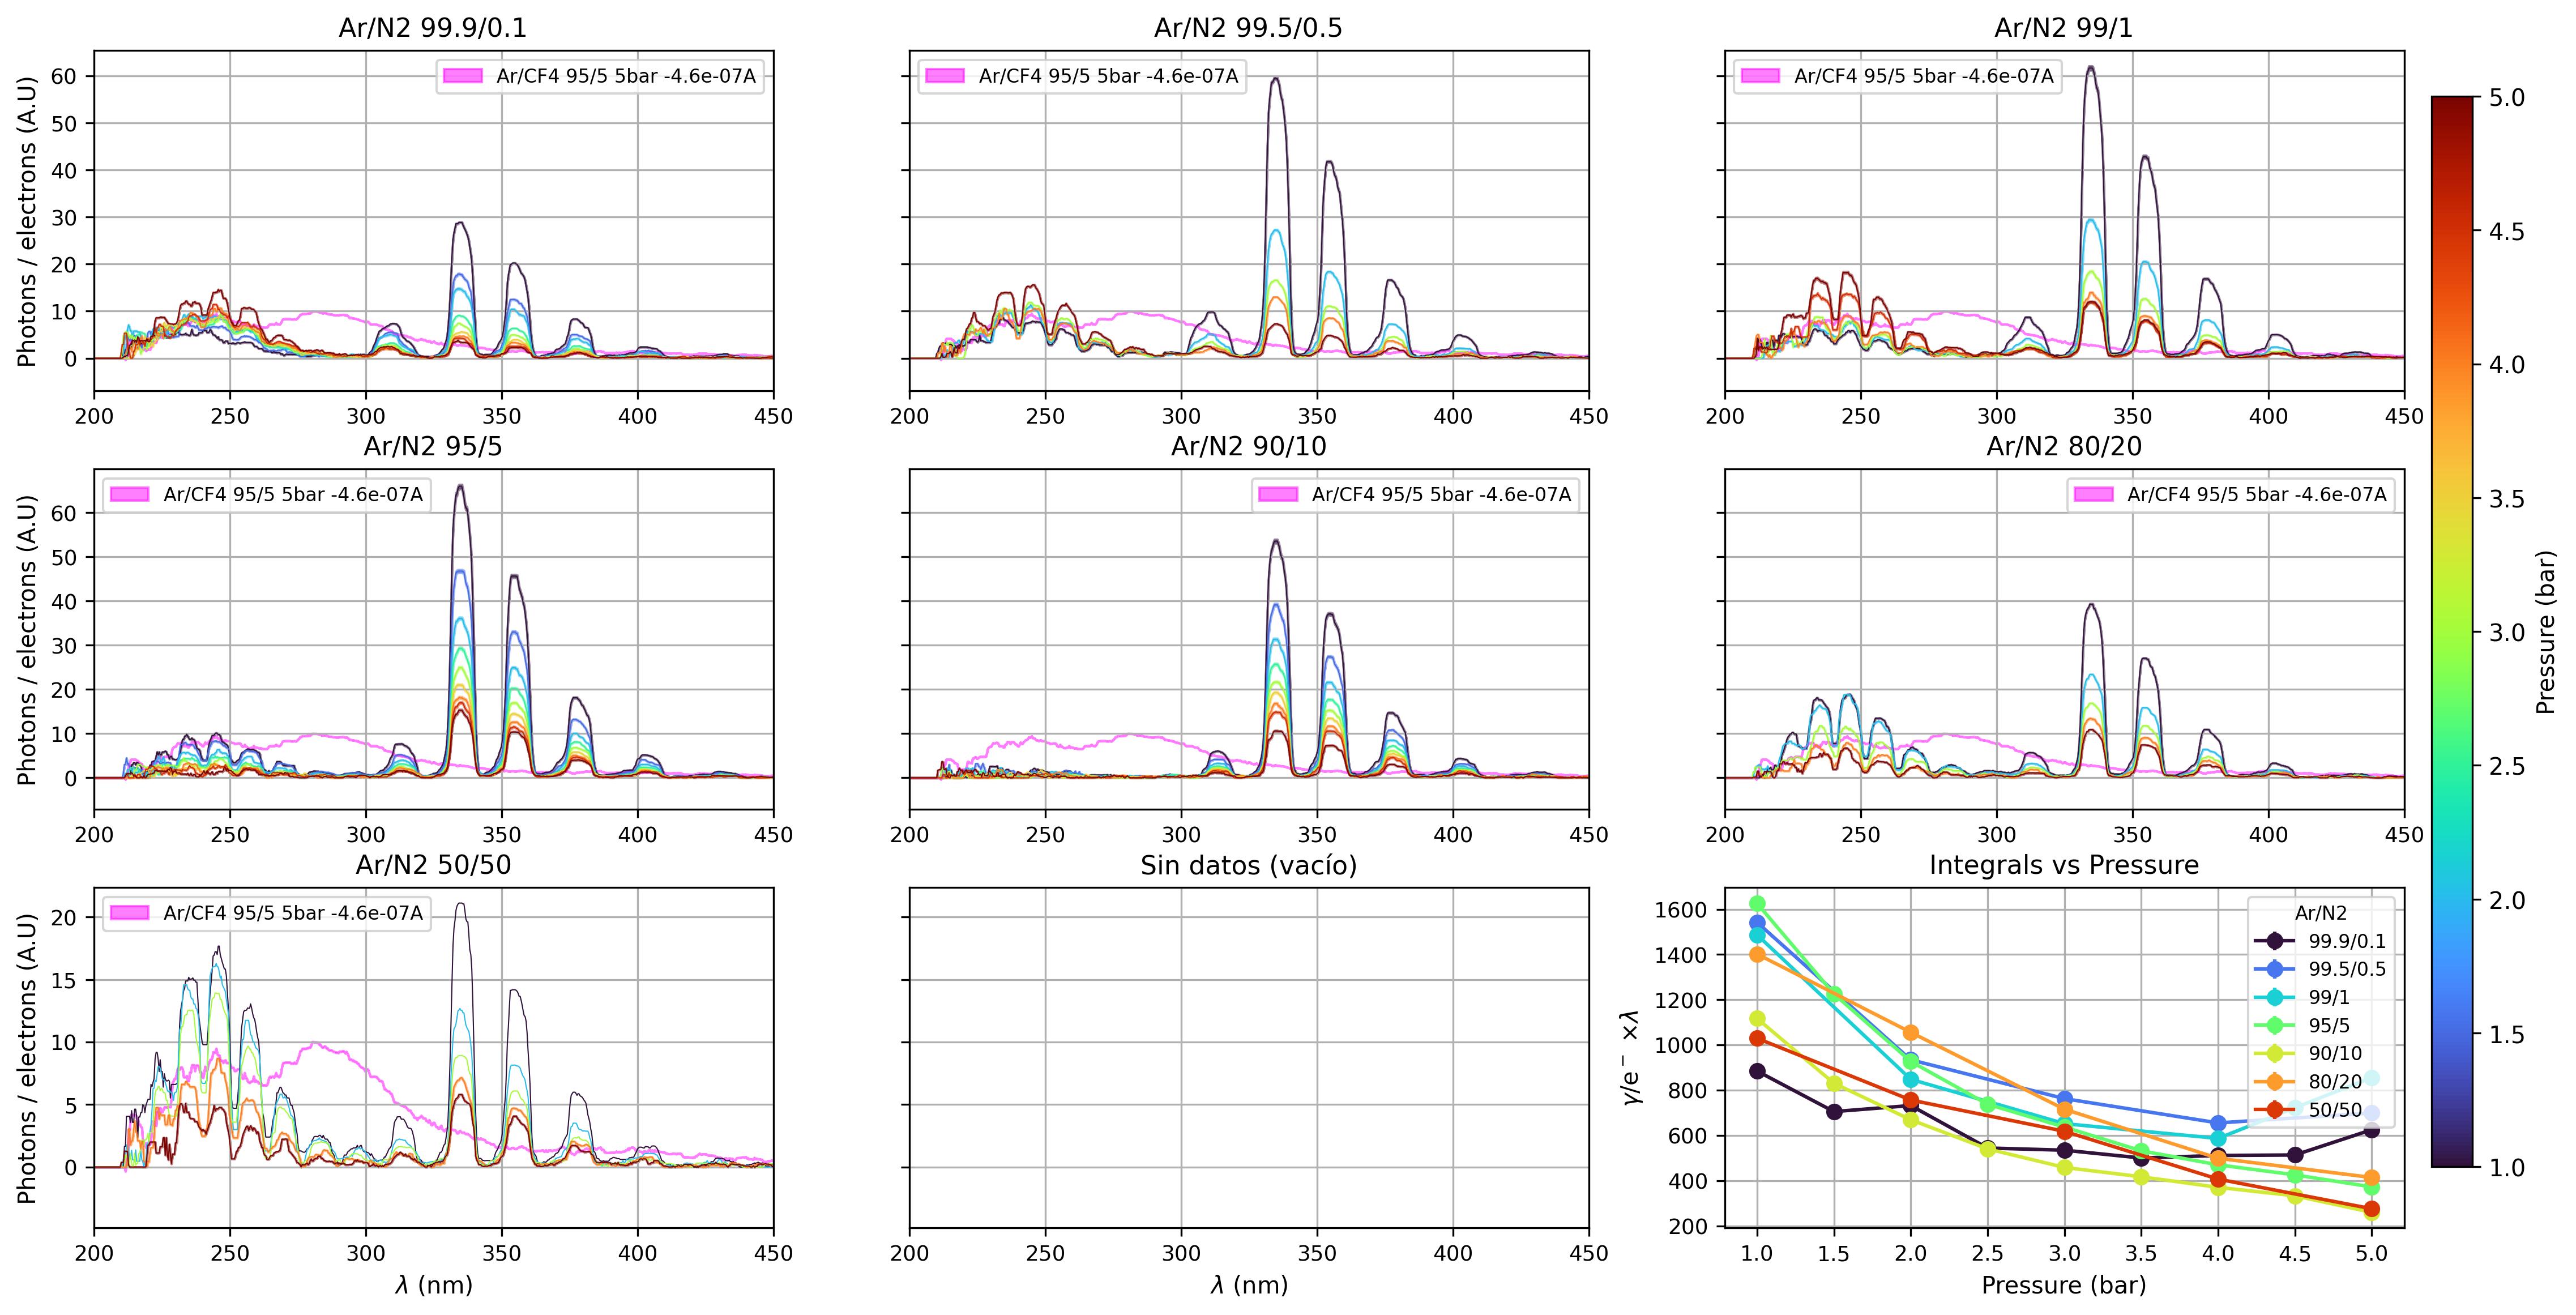 Ar/N2 99.9/0.1
Photons / electrons (A.U)
60
50
40
30
20
10
0
Ar/CF4 95/5 5bar -4.6e-07A
200 250 300 350 400 450
Ar/N2 99.5/0.5
Ar/CF4 95/5 5bar -4.6e-07A
200 250 300 350 400 450
Ar/N2 99/1
Ar/CF4 95/5 5bar -4.6e-07A
200 250 300 350 400 450
Ar/N2 95/5
Photons / electrons (A.U)
60
50
40
30
20
10
0
Ar/CF4 95/5 5bar -4.6e-07A
200 250 300 350 400 450
Ar/N2 90/10
Ar/CF4 95/5 5bar -4.6e-07A
200 250 300 350 400 450
Ar/N2 80/20
Ar/CF4 95/5 5bar -4.6e-07A
200 250 300 350 400 450
Ar/N2 50/50
Photons / electrons (A.U)
20
15
10
5
0
Ar/CF4 95/5 5bar -4.6e-07A
200 250 300 350 400 450
λ (nm)
Sin datos (vacío)
200 250 300 350 400 450
λ (nm)
Integrals vs Pressure
γ/e⁻ ×λ
1600
1400
1200
1000
800
600
400
200
Ar/N2
99.9/0.1
99.5/0.5
99/1
95/5
90/10
80/20
50/50
1.0 1.5 2.0 2.5 3.0 3.5 4.0 4.5 5.0
Pressure (bar)
5.0
4.5
4.0
3.5
3.0
2.5
2.0
1.5
1.0
Pressure (bar)